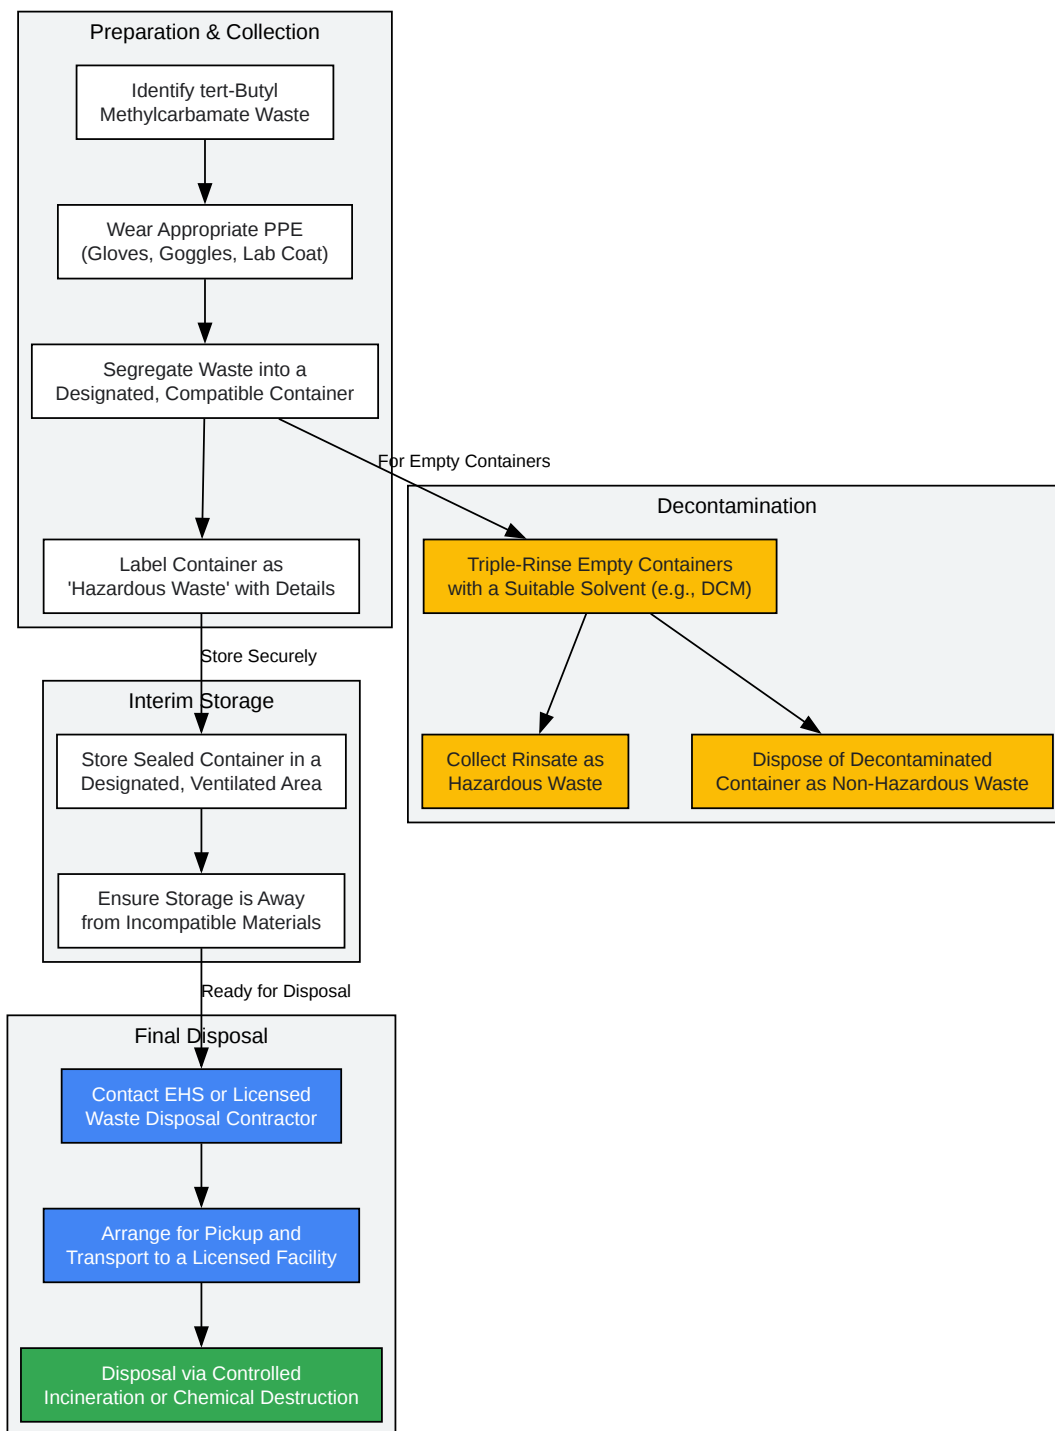 Preparation & Collection
Identify tert-Butyl
Methylcarbamate Waste
Wear Appropriate PPE
(Gloves, Goggles, Lab Coat)
Segregate Waste into a
Designated, Compatible Container
For Empty Containers
Label Container as
'Hazardous Waste' with Details
Decontamination
Triple-Rinse Empty Containers
with a Suitable Solvent (e.g., DCM)
Collect Rinsate as
Hazardous Waste
Dispose of Decontaminated
Container as Non-Hazardous Waste
Store Securely
Interim Storage
Store Sealed Container in a
Designated, Ventilated Area
Ensure Storage is Away
from Incompatible Materials
Ready for Disposal
Final Disposal
Contact EHS or Licensed
Waste Disposal Contractor
Arrange for Pickup and
Transport to a Licensed Facility
Disposal via Controlled
Incineration or Chemical Destruction